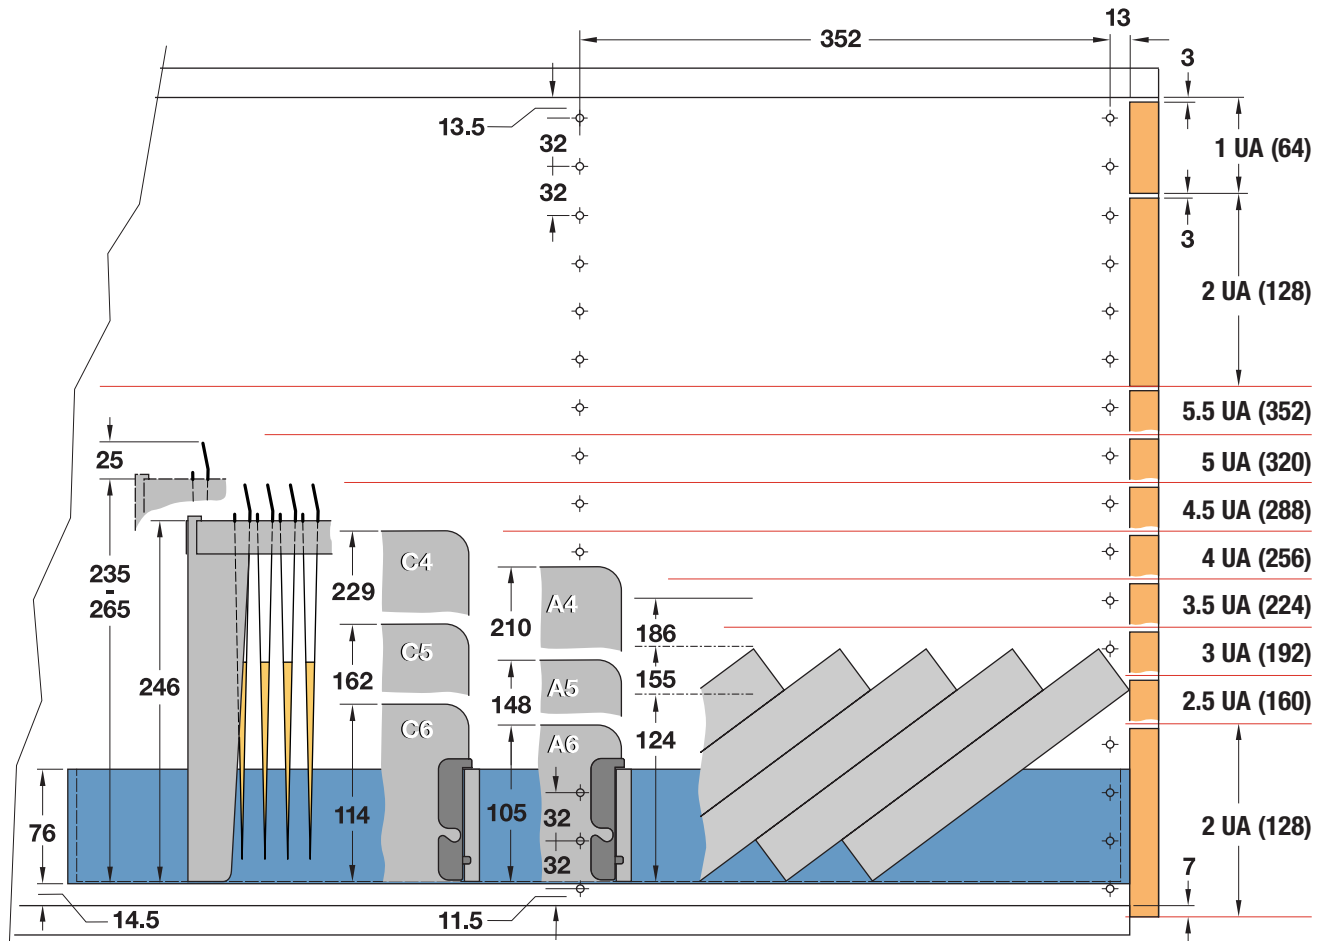 13
352
3
13.5
32
1 UA (64)
32
3
2 UA (128)
5.5 UA (352)
25
5 UA (320)
4.5 UA (288)
C4
4 UA (256)
235
-
265
229
A4
3.5 UA (224)
210
186
C5
3 UA (192)
246
162
A5
155
2.5 UA (160)
148
C6
A6
124
114
105
32
76
2 UA (128)
32
7
14.5
11.5